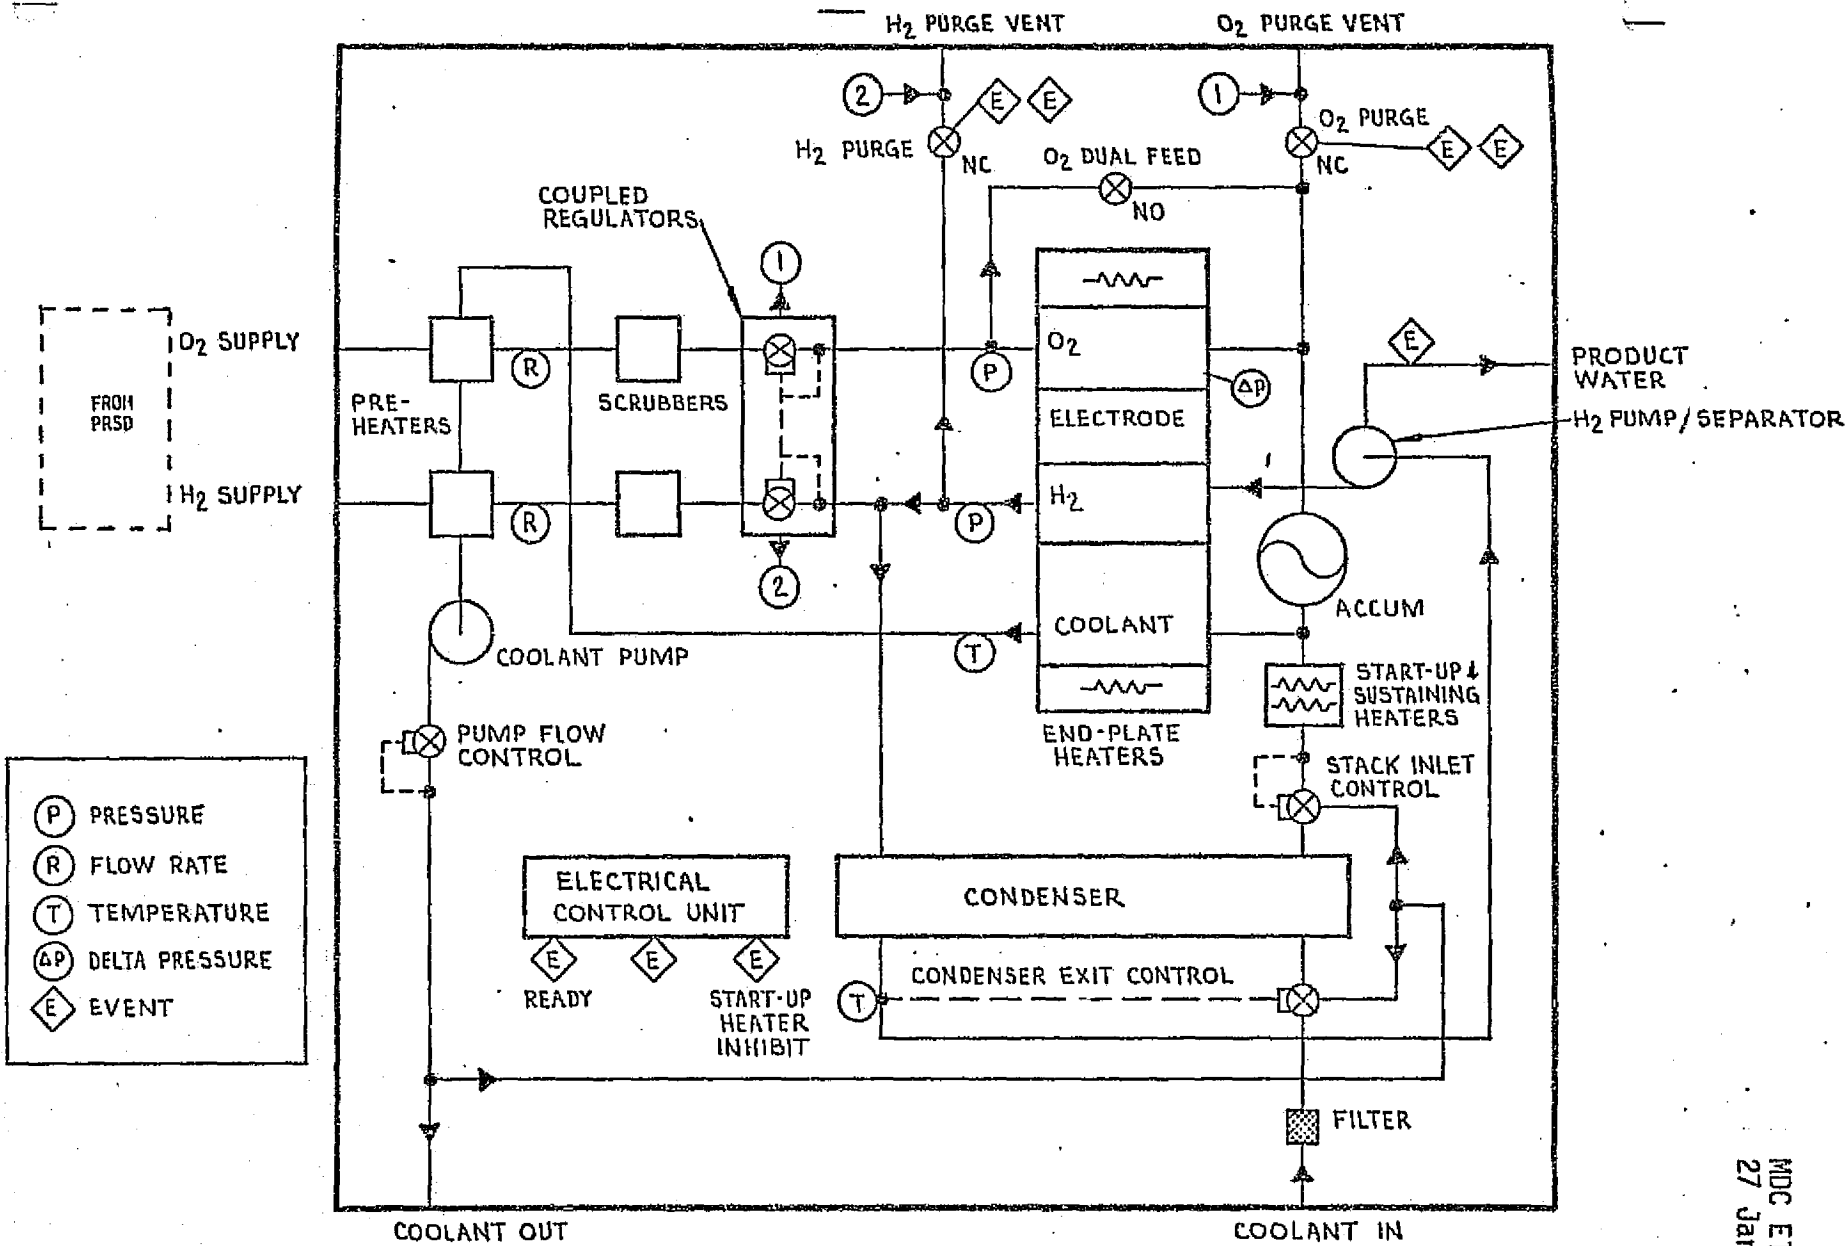 H2 PURGE VENT
O2 PURGE VENT
2
E
E
1
O2 PURGE
H2 PURGE
NC
E
E
NC
O2 DUAL FEED
NO
COUPLED
REGULATORS
1
O2 SUPPLY
O2
E
PRODUCT
WATER
R
P
ΔP
FROM
PRSD
PRE-
HEATERS
SCRUBBERS
ELECTRODE
H2 PUMP/SEPARATOR
H2 SUPPLY
H2
R
P
2
ACCUM
COOLANT
COOLANT PUMP
T
START-UP &
SUSTAINING
HEATERS
PUMP FLOW
CONTROL
END-PLATE
HEATERS
STACK INLET
CONTROL
P PRESSURE
R FLOW RATE
T TEMPERATURE
ΔP DELTA PRESSURE
E EVENT
ELECTRICAL
CONTROL UNIT
CONDENSER
E
E
E
READY
START-UP
HEATER
INHIBIT
CONDENSER EXIT CONTROL
T
FILTER
COOLANT OUT
COOLANT IN
MDC
27